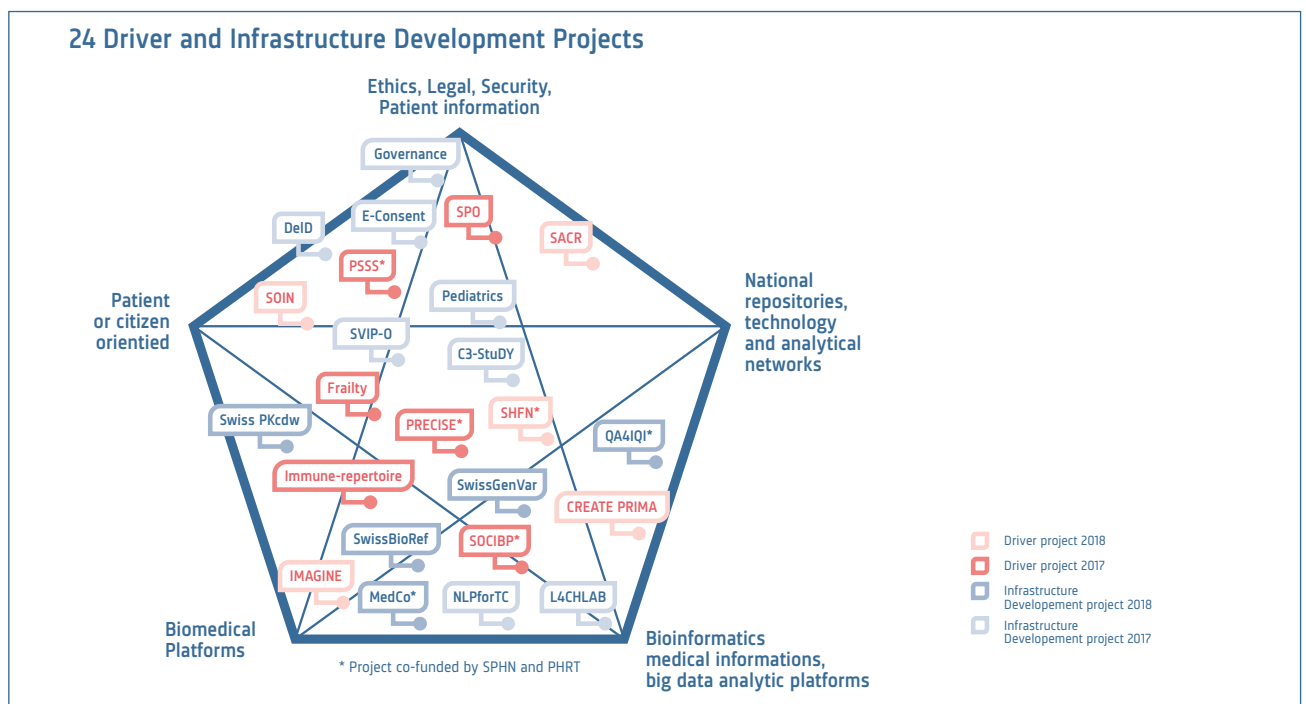 24 Driver and Infrastructure Development Projects
Ethics, Legal, Security,
Patient information
Governance
DeID
E-Consent
SPO
SACR
PSSS*
SOIN
Pediatrics
Patient
or citizen
orientied
National
repositories,
technology
and analytical
networks
SVIP-O
C3-StuDY
Frailty
Swiss PKcdw
PRECISE*
SHFN*
QA4IQI*
Immune-repertoire
SwissGenVar
CREATE PRIMA
SwissBioRef
SOCIBP*
IMAGINE
MedCo*
NLPforTC
L4CHLAB
Biomedical
Platforms
Bioinformatics
medical informations,
big data analytic platforms
* Project co-funded by SPHN and PHRT
Driver project 2018
Driver project 2017
Infrastructure
Developement project 2018
Infrastructure
Developement project 2017